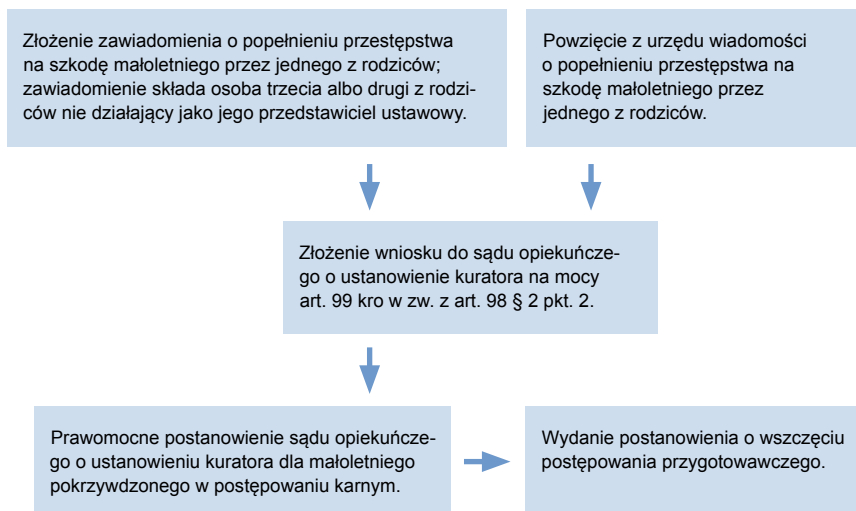 Złożenie zawiadomienia o popełnieniu przestępstwa
na szkodę małoletniego przez jednego z rodziców;
zawiadomienie składa osoba trzecia albo drugi z rodzi-
ców nie działający jako jego przedstawiciel ustawowy.
Powzięcie z urzędu wiadomości
o popełnieniu przestępstwa na
szkodę małoletniego przez
jednego z rodziców.
Złożenie wniosku do sądu opiekuńcze-
go o ustanowienie kuratora na mocy
art. 99 kro w zw. z art. 98 § 2 pkt. 2.
Prawomocne postanowienie sądu opiekuńcze-
go o ustanowieniu kuratora dla małoletniego
pokrzywdzonego w postępowaniu karnym.
Wydanie postanowienia o wszczęciu
postępowania przygotowawczego.